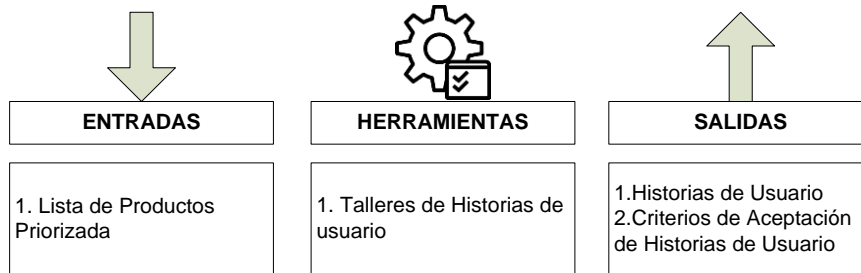 ENTRADAS
HERRAMIENTAS
SALIDAS
1. Lista de Productos
Priorizada
1. Talleres de Historias de
usuario
1.Historias de Usuario
2.Criterios de Aceptación
de Historias de Usuario